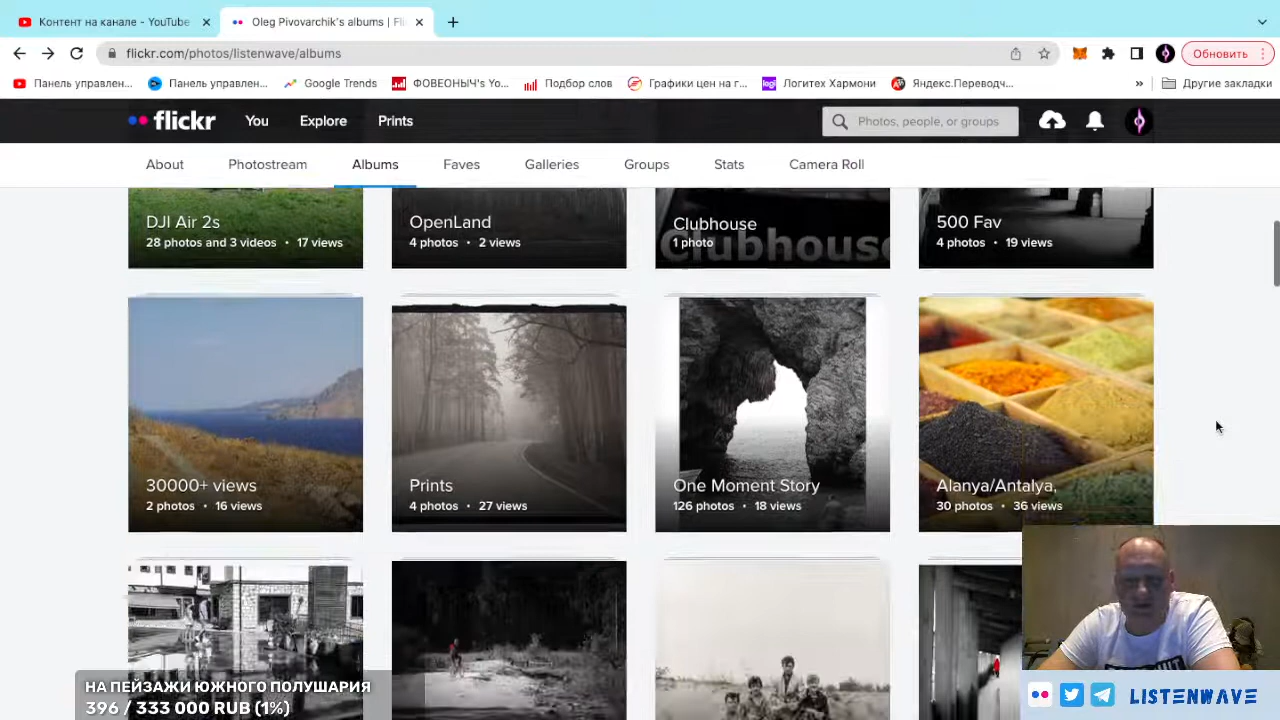 Контент на канале - YouTube
Oleg Pivovarchik's albums | Fli
flickr.com/photos/listenwave/albums
Обновить
Панель управлен...
Панель управлен...
Google Trends
ФОВЕОНЫЧ's Yo...
Подбор слов
Графики цен на г...
Логитех Хармони
Яндекс.Переводч...
»
Другие закладки
flickr
You
Explore
Prints
Photos, people, or groups
About
Photostream
Albums
Faves
Galleries
Groups
Stats
Camera Roll
DJI Air 2s
28 photos and 3 videos • 17 views
OpenLand
4 photos • 2 views
Clubhouse
1 photo
Clubhouse
500 Fav
4 photos • 19 views
30000+ views
2 photos • 16 views
Prints
4 photos • 27 views
One Moment Story
126 photos • 18 views
Alanya/Antalya,
30 photos • 36 views
НА ПЕЙЗАЖИ ЮЖНОГО ПОЛУШАРИЯ
396 / 333 000 RUB (1%)
LISTENWAVE